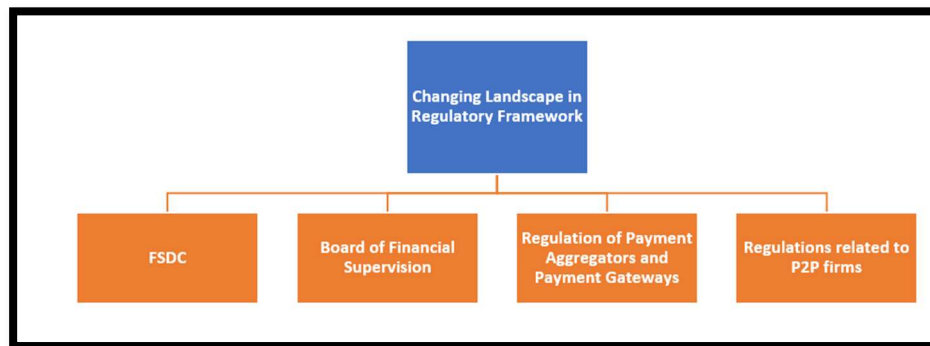 Changing Landscape in
Regulatory Framework
FSDC
Board of Financial
Supervision
Regulation of Payment
Aggregators and
Payment Gateways
Regulations related to
P2P firms